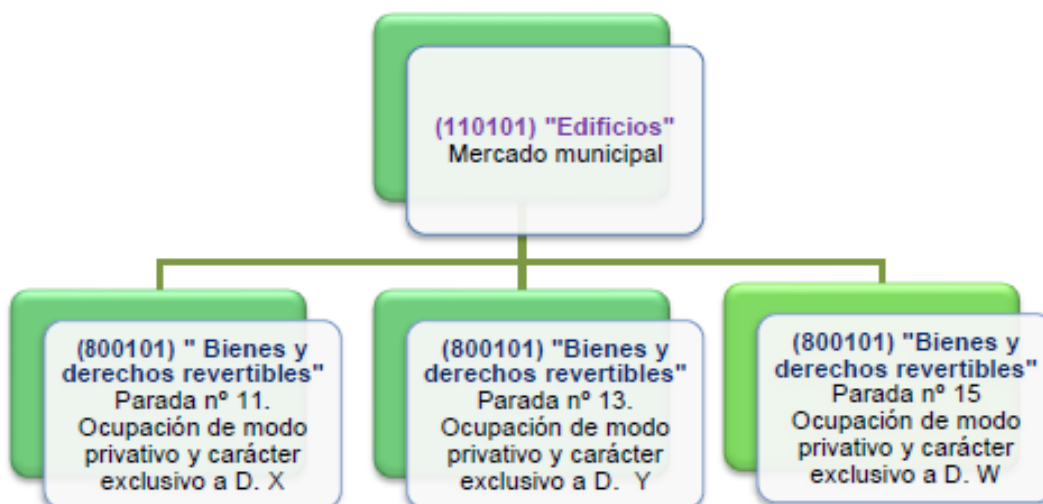 (110101) "Edificios"
Mercado municipal
(800101) " Bienes y
derechos revertibles"
Parada nº 11.
Ocupación de modo
privativo y carácter
exclusivo a D. X
(800101) "Bienes y
derechos revertibles"
Parada nº 13.
Ocupación de modo
privativo y carácter
exclusivo a D. Y
(800101) "Bienes y
derechos revertibles"
Parada nº 15
Ocupación de modo
privativo y carácter
exclusivo a D. W